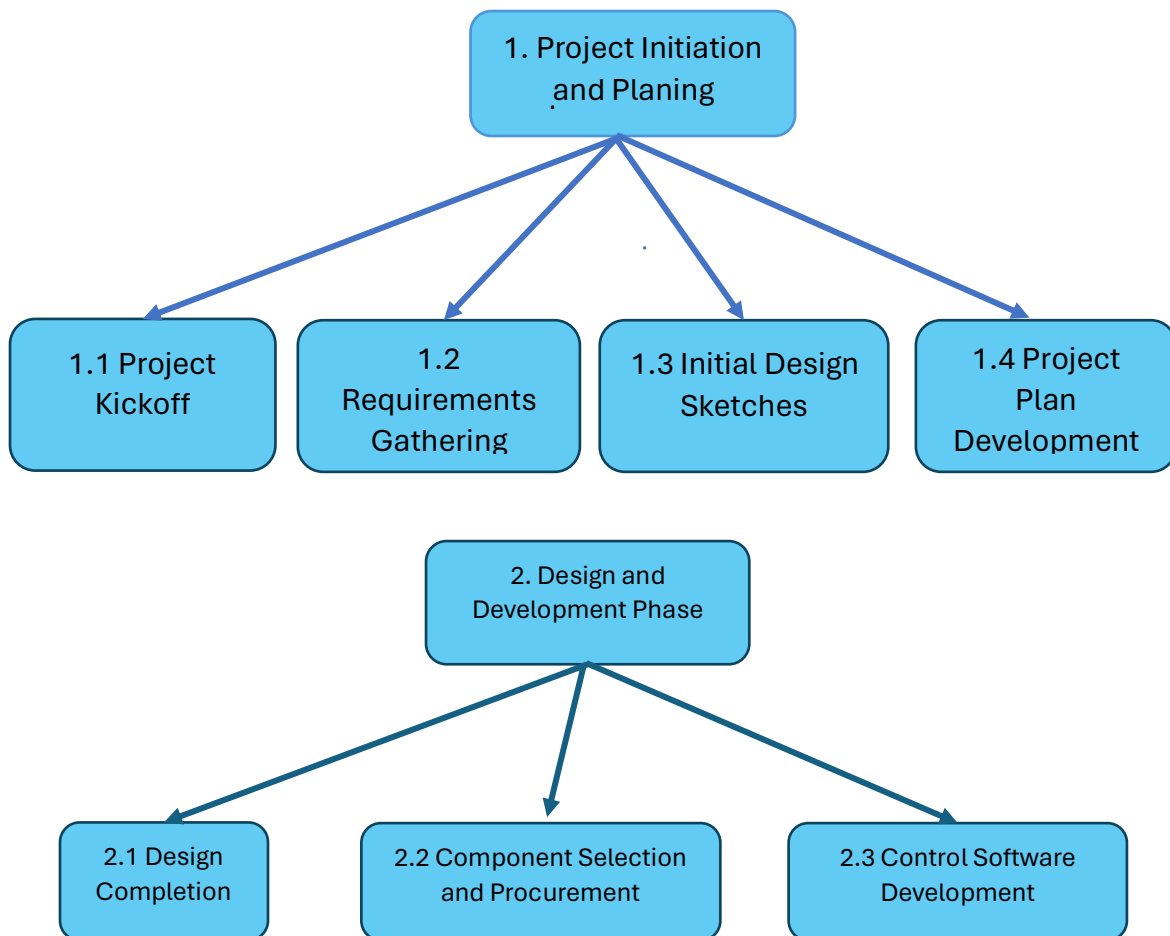 1. Project Initiation
and Planing
1.1 Project
Kickoff
1.2
Requirements
Gathering
1.3 Initial Design
Sketches
1.4 Project
Plan
Development
2. Design and
Development Phase
2.1 Design
Completion
2.2 Component Selection
and Procurement
2.3 Control Software
Development